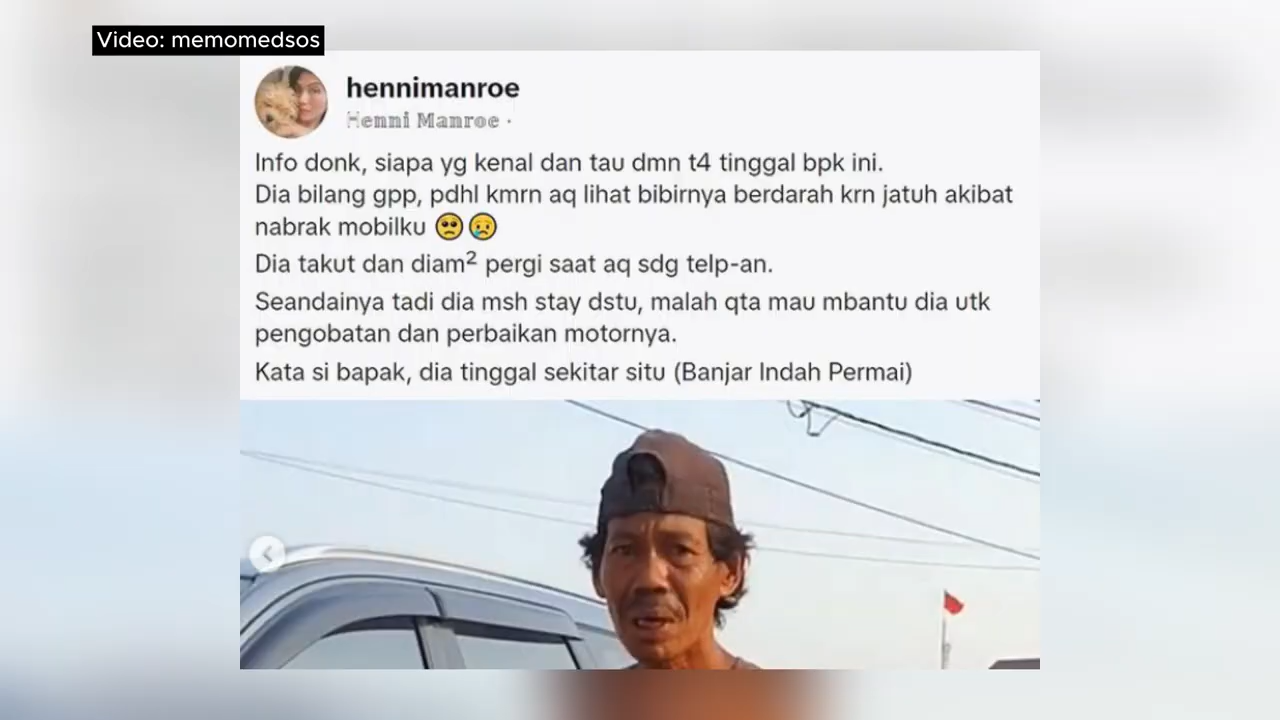 Video: memomedsos
hennimanroe
Henni Manroe ·
Info donk, siapa yg kenal dan tau dmn t4 tinggal bpk ini.
Dia bilang gpp, pdhl kmrn aq lihat bibirnya berdarah krn jatuh akibat
nabrak mobilku 🥺😢
Dia takut dan diam² pergi saat aq sdg telp-an.
Seandainya tadi dia msh stay dstu, malah qta mau mbantu dia utk
pengobatan dan perbaikan motornya.
Kata si bapak, dia tinggal sekitar situ (Banjar Indah Permai)